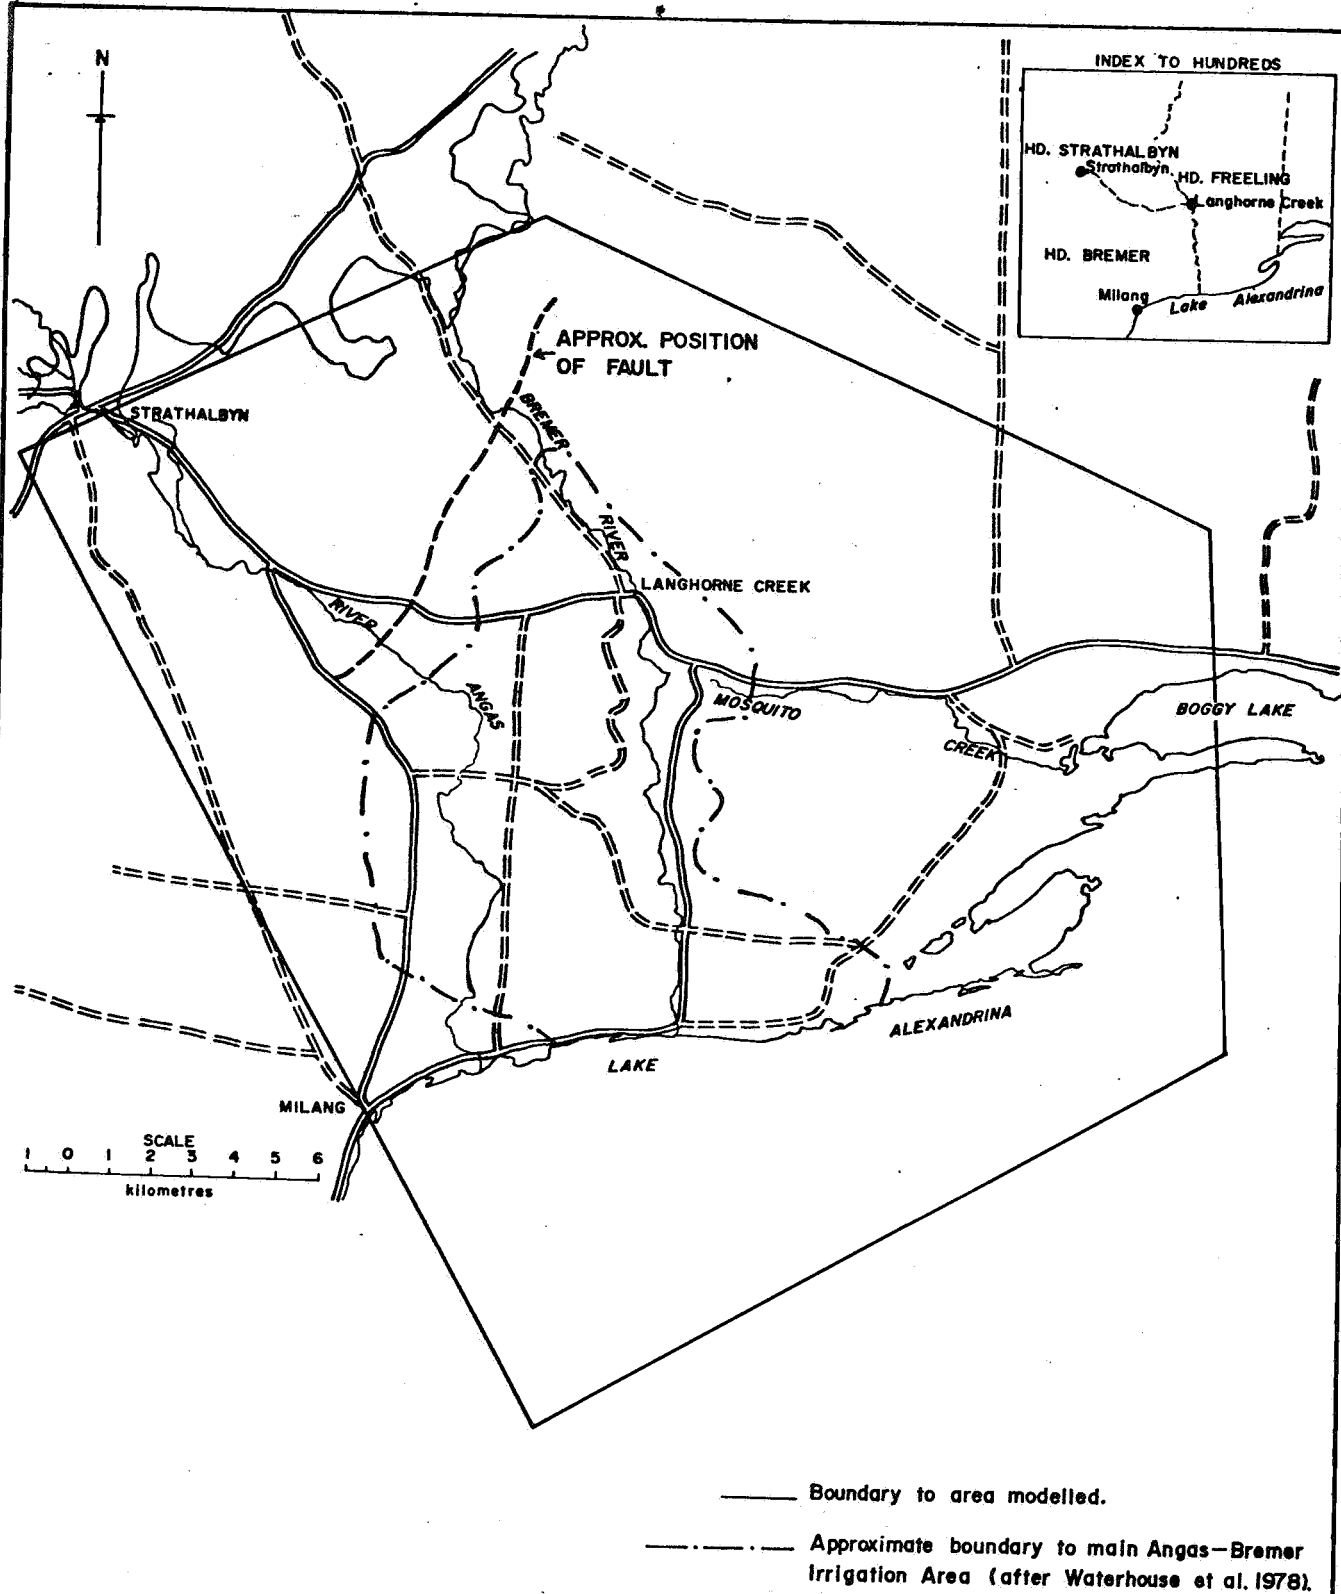 N
INDEX TO HUNDREDS
HD. STRATHALBYN
Strathalbyn
HD. FREELING
Langhorne Creek
HD. BREMER
Milang
Lake Alexandrina
APPROX. POSITION
OF FAULT
STRATHALBYN
BREMER
RIVER
LANGHORNE CREEK
RIVER
ANGAS
MOSQUITO
CREEK
BOGGY LAKE
ALEXANDRINA
LAKE
MILANG
SCALE
1 0 1 2 3 4 5 6
kilometres
Boundary to area modelled.
Approximate boundary to main Angas-Bremer
Irrigation Area (after Waterhouse et al. 1978).